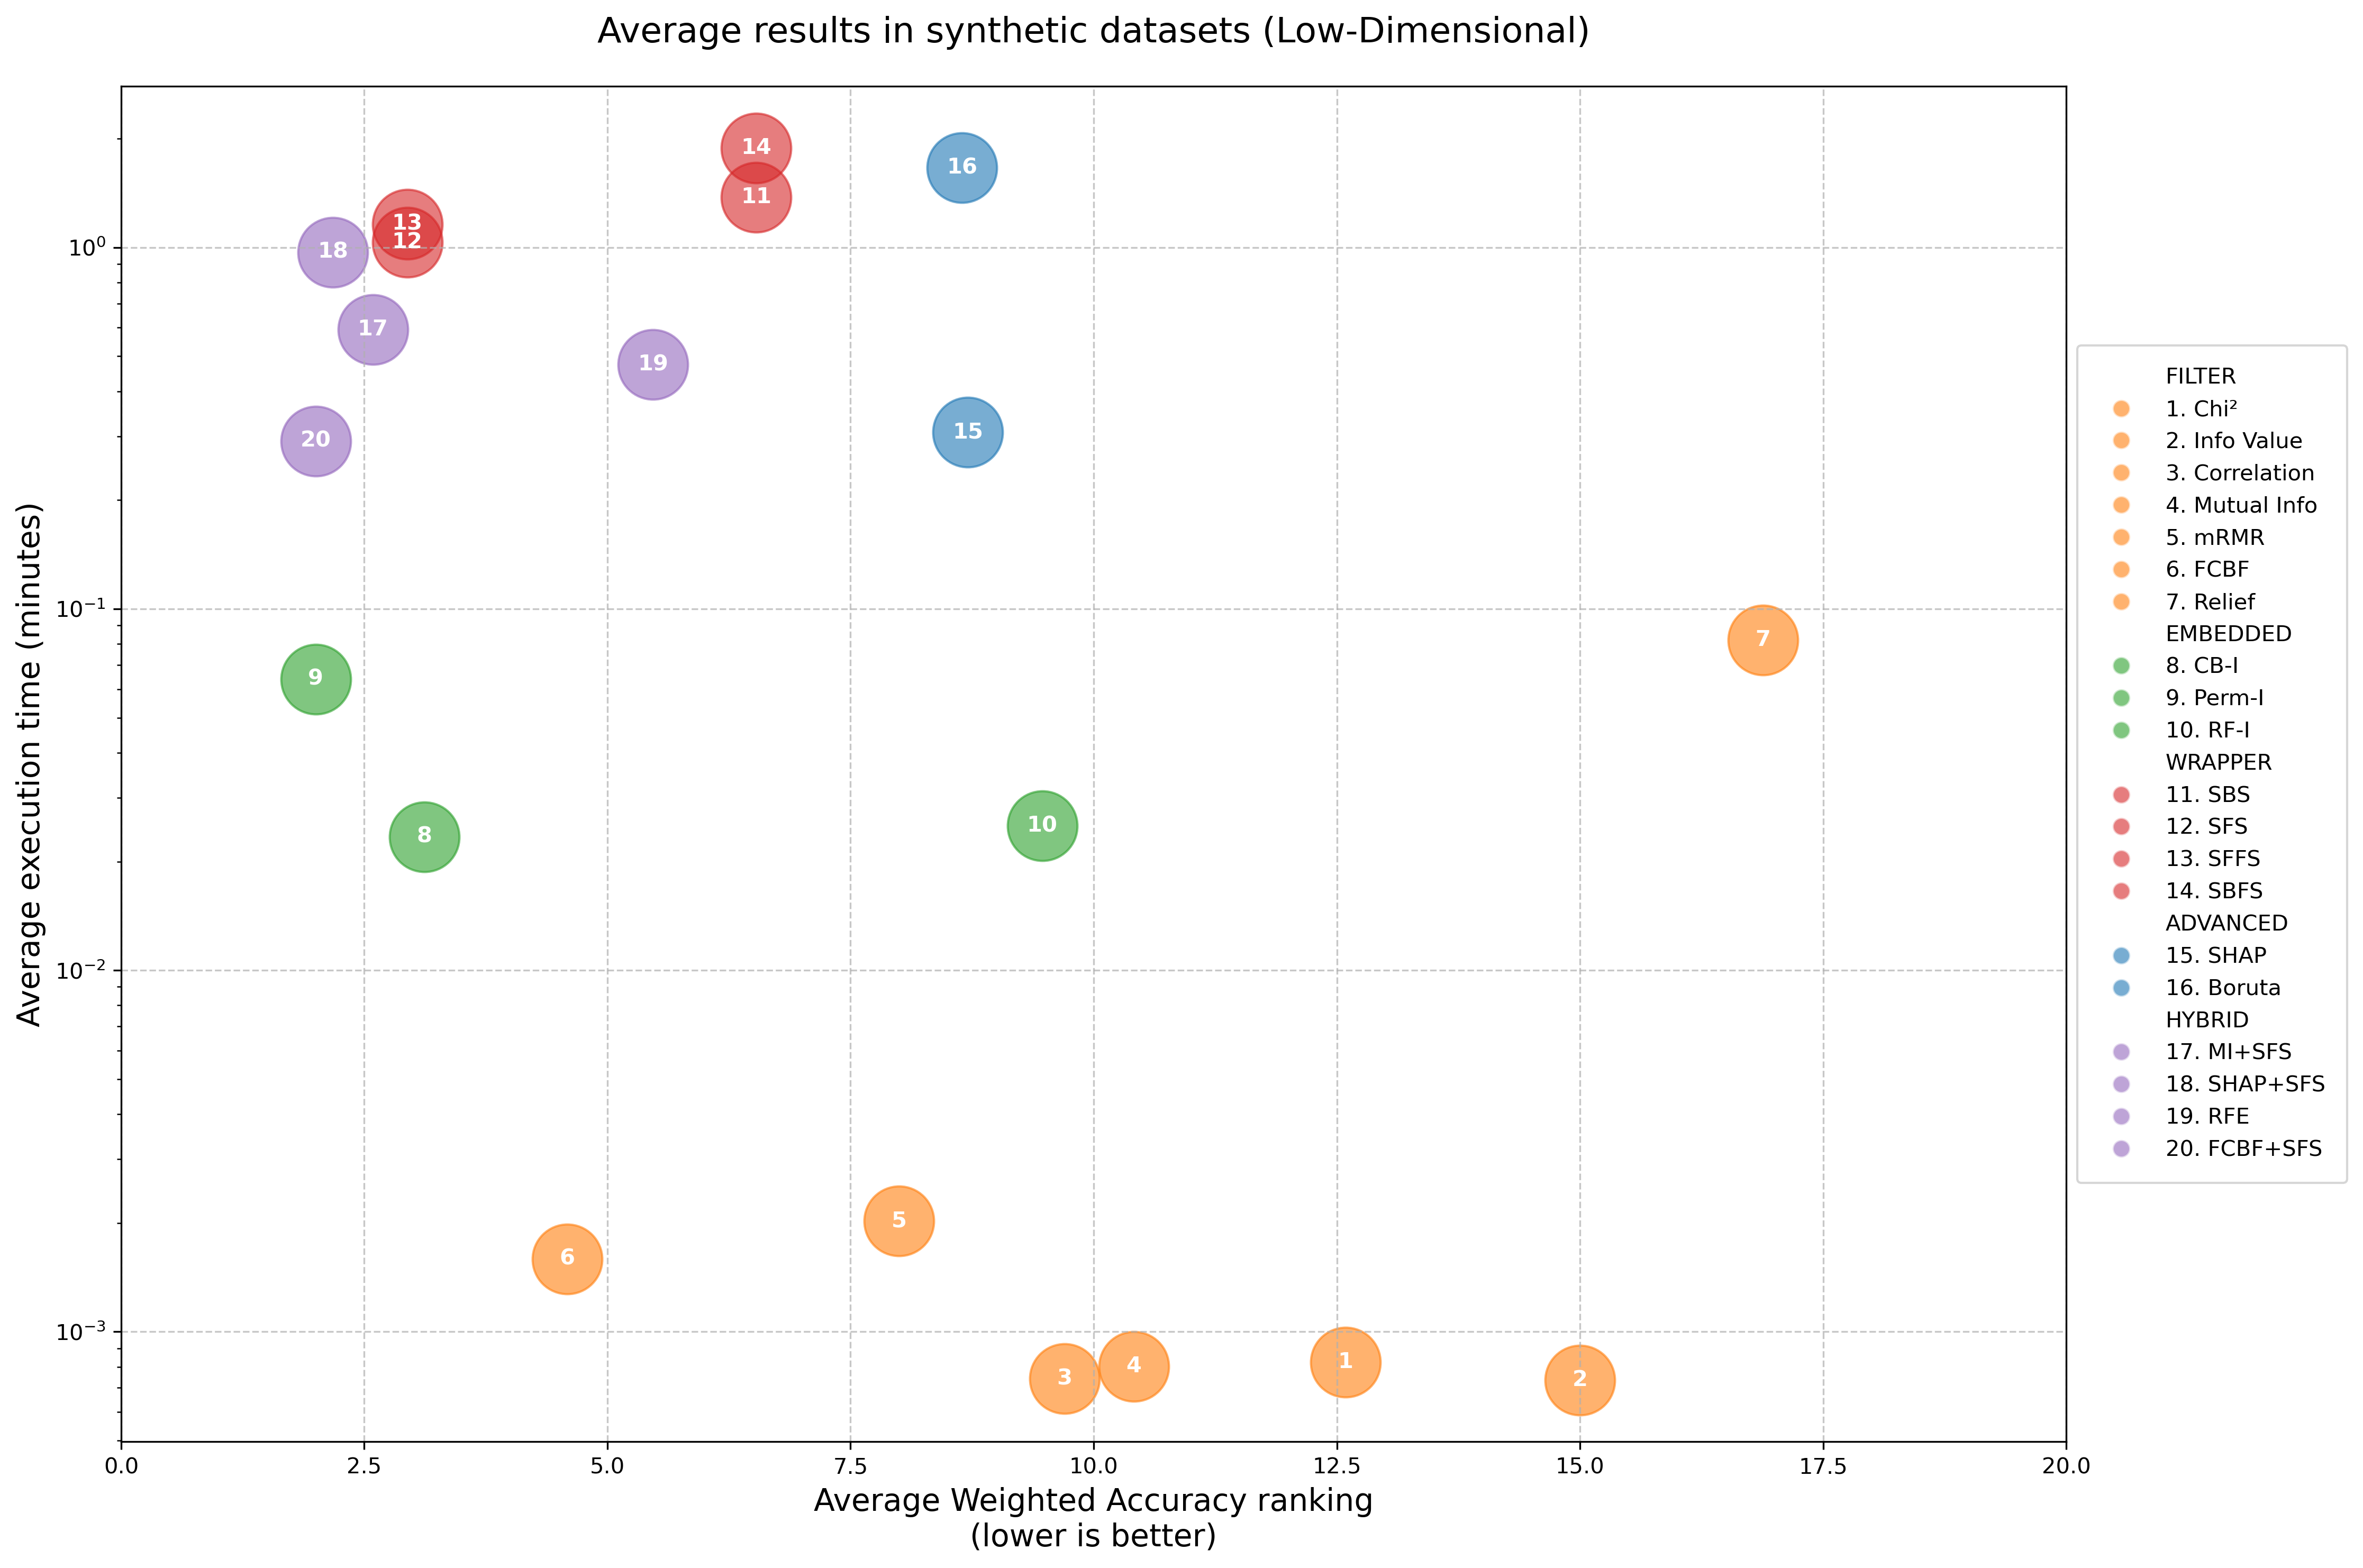 Average results in synthetic datasets (Low-Dimensional)
Average execution time (minutes)
10⁰
10⁻¹
10⁻²
10⁻³
14
11
16
13
12
18
17
19
20
15
9
7
8
10
5
6
3
4
1
2
0.0 2.5 5.0 7.5 10.0 12.5 15.0 17.5 20.0
Average Weighted Accuracy ranking
(lower is better)
FILTER
1. Chi²
2. Info Value
3. Correlation
4. Mutual Info
5. mRMR
6. FCBF
7. Relief
EMBEDDED
8. CB-I
9. Perm-I
10. RF-I
WRAPPER
11. SBS
12. SFS
13. SFFS
14. SBFS
ADVANCED
15. SHAP
16. Boruta
HYBRID
17. MI+SFS
18. SHAP+SFS
19. RFE
20. FCBF+SFS